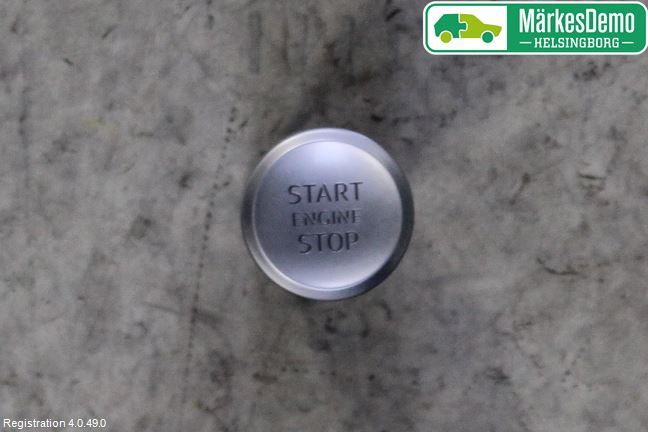 MärkesDemo
HELSINGBORG
START
ENGINE
STOP
Registration 4.0.49.0